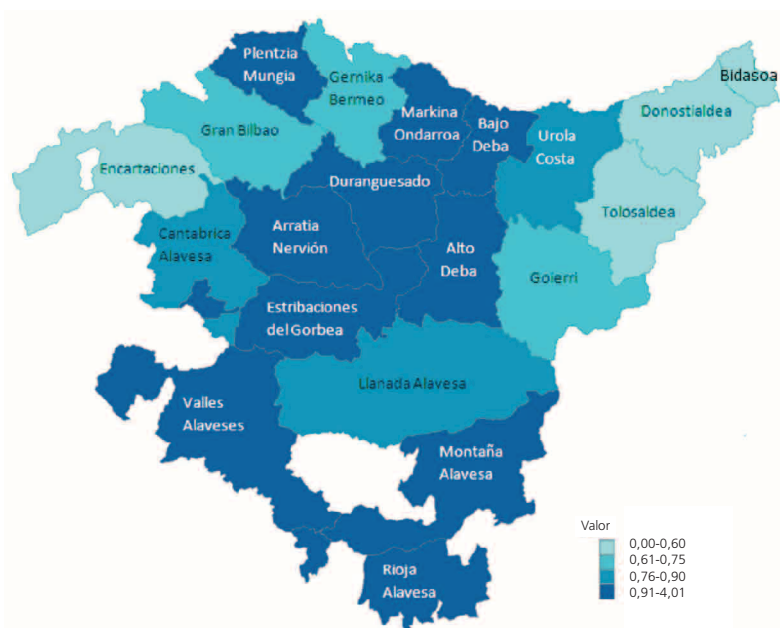 Plentzia
Mungia
Gernika
Bermeo
Bidasoa
Donostialdea
Markina
Ondarroa
Bajo
Deba
Urola
Costa
Gran Bilbao
Encartaciones
Duranguesado
Tolosaldea
Cantabrica
Alavesa
Arratia
Nervión
Alto
Deba
Goierri
Estribaciones
del Gorbea
Llanada Alavesa
Valles
Alaveses
Montaña
Alavesa
Rioja
Alavesa
Valor
0,00-0,60
0,61-0,75
0,76-0,90
0,91-4,01